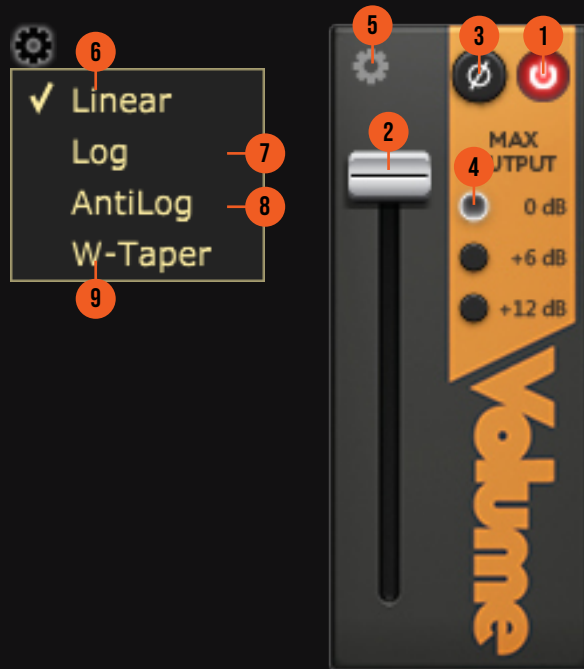 6
✓ Linear
Log
7
AntiLog
8
W-Taper
9
5
3
1
2
MAX
4
UTPUT
0 dB
+6 dB
+12 dB
Volume